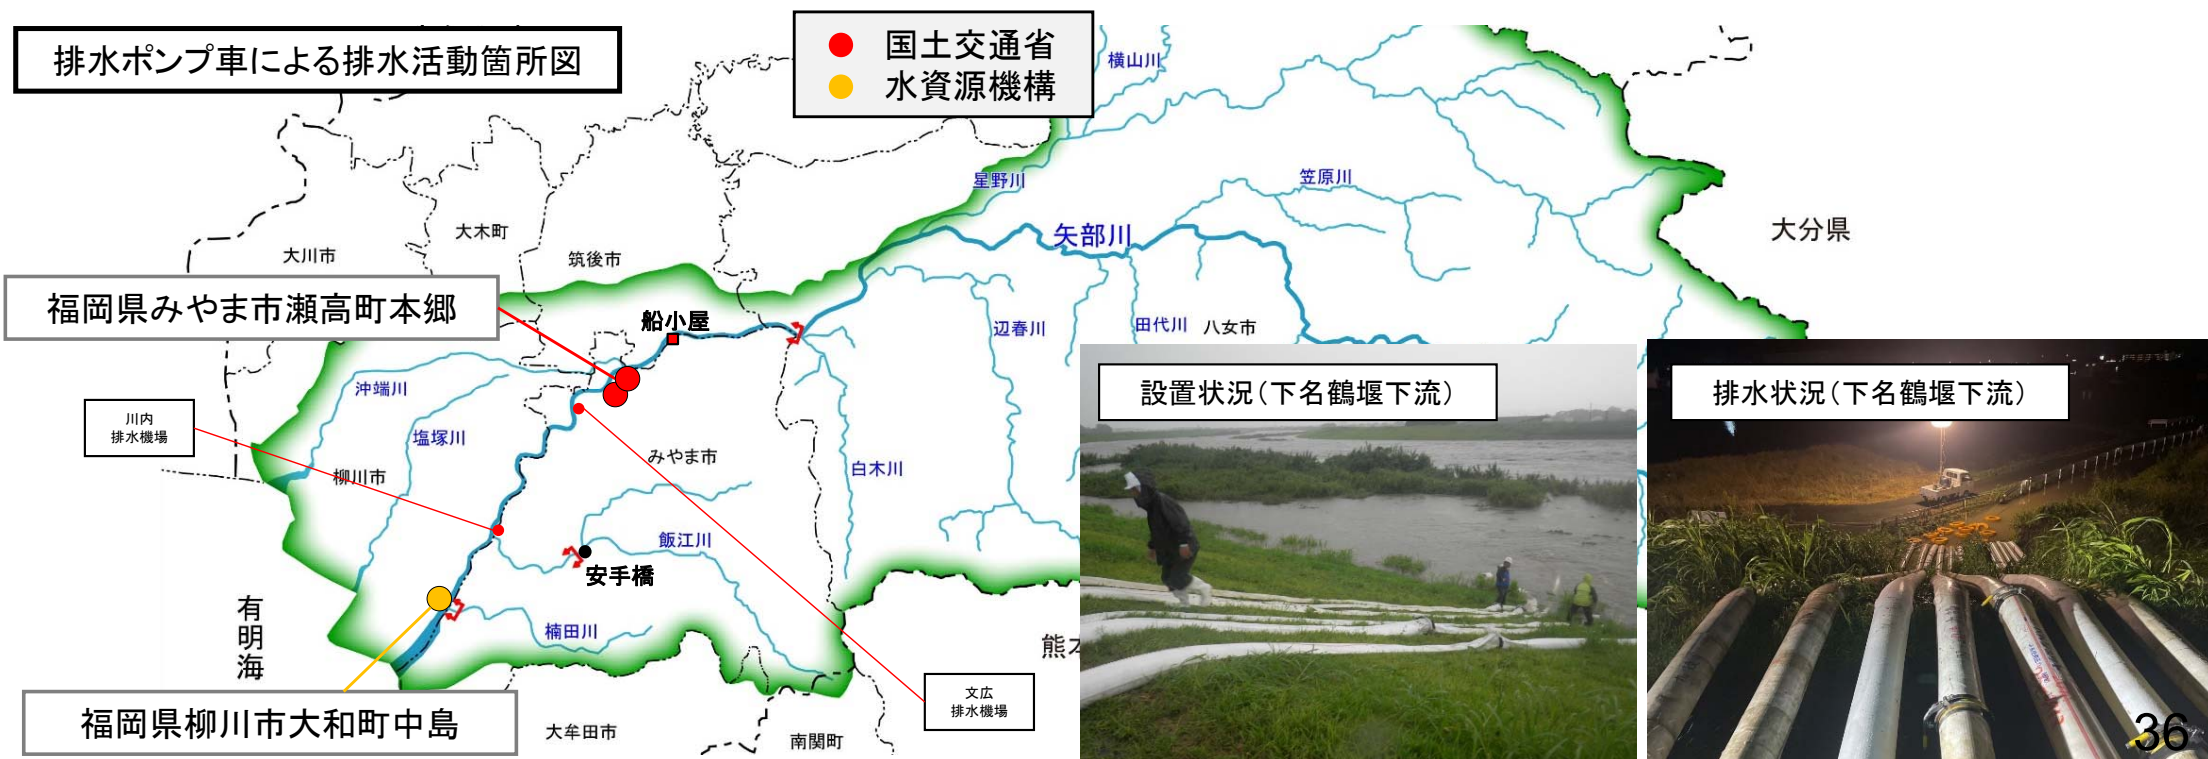 排水ポンプ車による排水活動箇所図
国土交通省
水資源機構
横山川
星野川
笠原川
矢部川
大分県
大木町
大川市
筑後市
福岡県みやま市瀬高町本郷
船小屋
辺春川
田代川
八女市
沖端川
川内
排水機場
塩塚川
柳川市
みやま市
白木川
飯江川
安手橋
有明海
楠田川
熊本
文広
排水機場
福岡県柳川市大和町中島
大牟田市
南関町
設置状況（下名鶴堰下流）
排水状況（下名鶴堰下流）
36